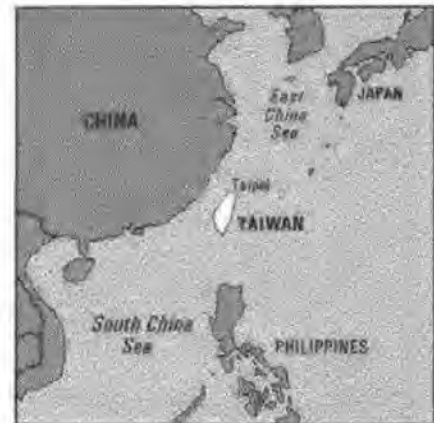 East
China
Sea
JAPAN
CHINA
Taipei
TAIWAN
South China
Sea
PHILIPPINES